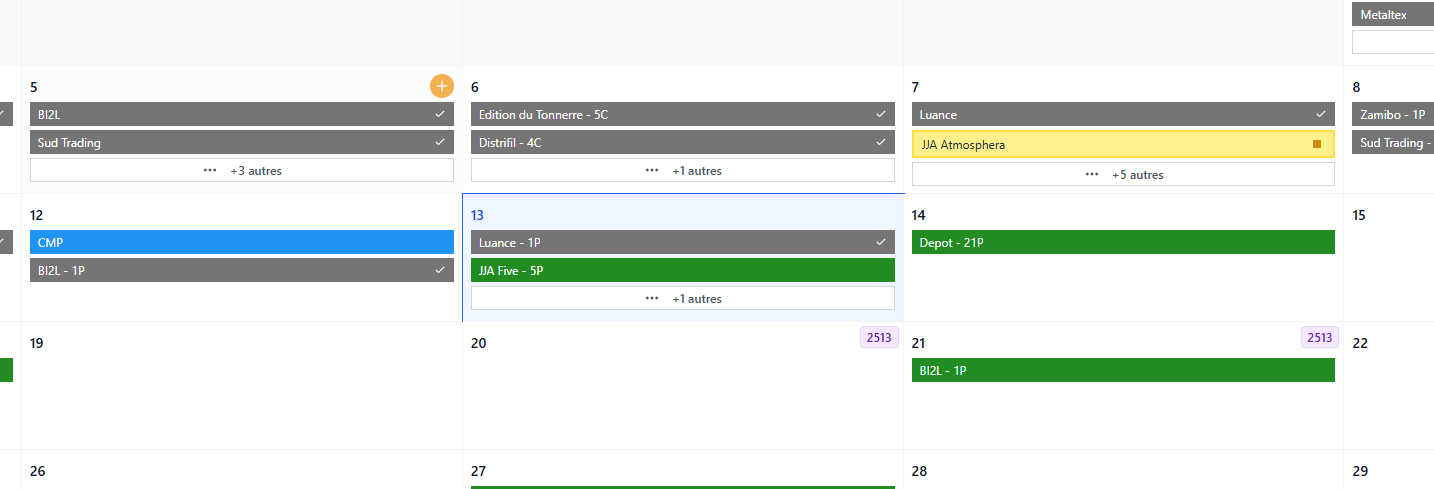 Metaltex
5
6
7
8
BI2L
Edition du Tonnerre - 5C
Luance
Zamibo - 1P
Sud Trading
Distrifil - 4C
JJA Atmosphera
Sud Trading -
+3 autres
+1 autres
+5 autres
12
13
14
15
CMP
Luance - 1P
Depot - 21P
BI2L - 1P
JJA Five - 5P
+1 autres
19
20
2513
21
2513
22
BI2L - 1P
26
27
28
29